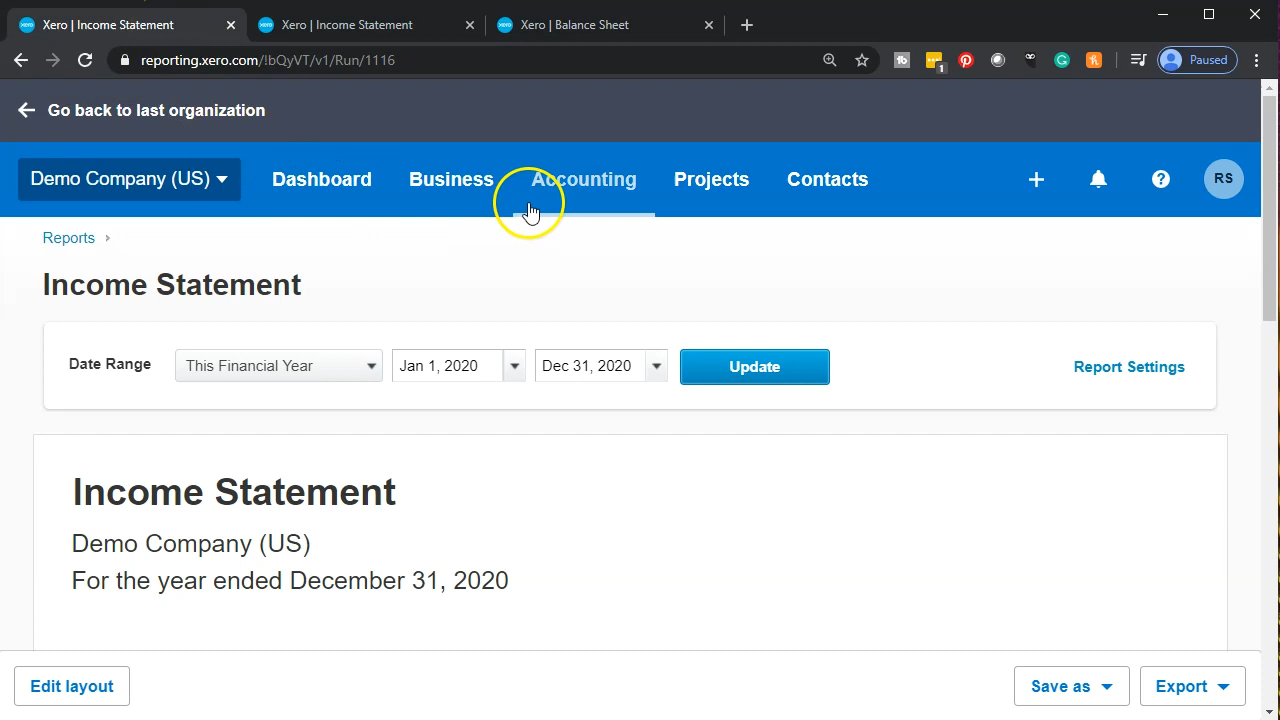 Xero | Income Statement
Xero | Income Statement
Xero | Balance Sheet
reporting.xero.com/!bQyVT/v1/Run/1116
1
Paused
Go back to last organization
Demo Company (US)
Dashboard
Business
Accounting
Projects
Contacts
RS
Reports
Income Statement
Date Range
This Financial Year
Jan 1, 2020
Dec 31, 2020
Update
Report Settings
Income Statement
Demo Company (US)
For the year ended December 31, 2020
Edit layout
Save as
Export